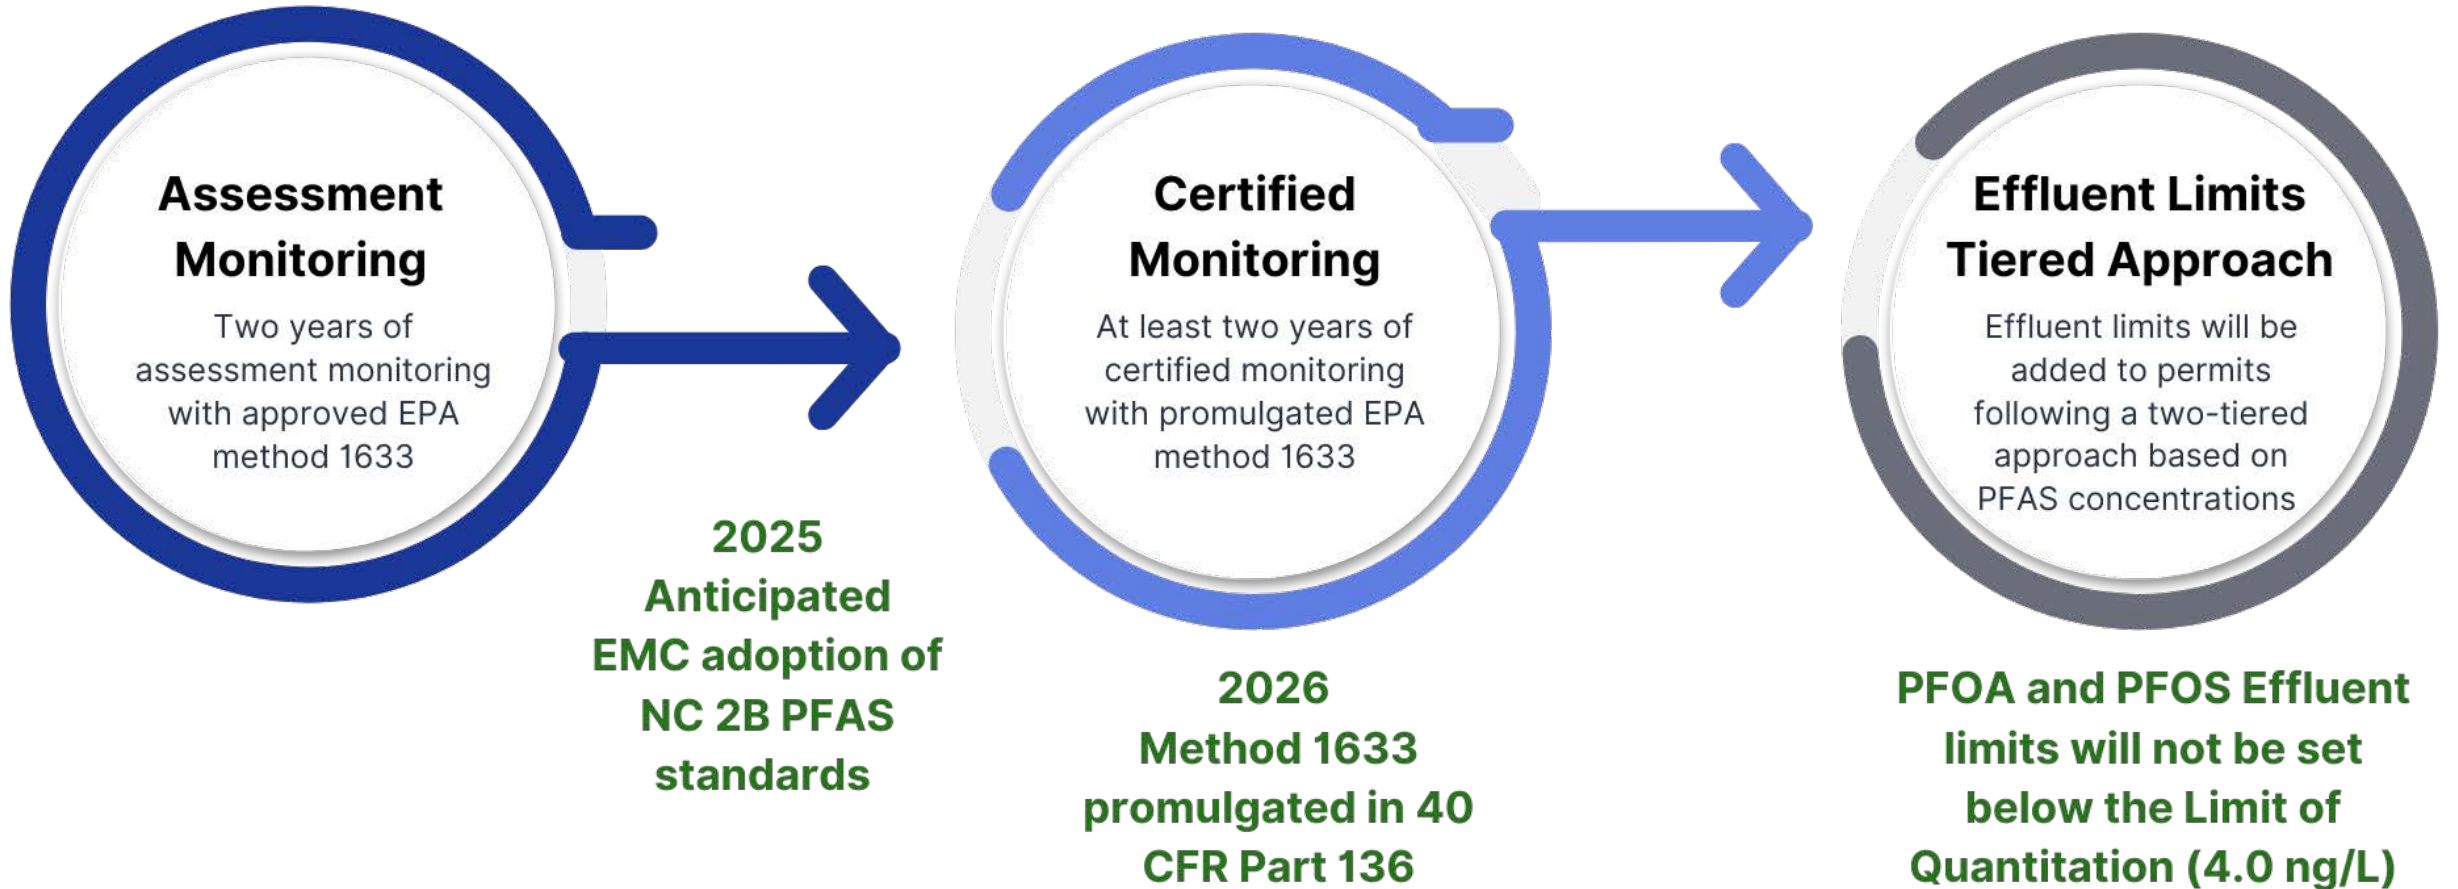 Assessment
Monitoring
Two years of
assessment monitoring
with approved EPA
method 1633
2025
Anticipated
EMC adoption of
NC 2B PFAS
standards
Certified
Monitoring
At least two years of
certified monitoring
with promulgated EPA
method 1633
2026
Method 1633
promulgated in 40
CFR Part 136
Effluent Limits
Tiered Approach
Effluent limits will be
added to permits
following a two-tiered
approach based on
PFAS concentrations
PFOA and PFOS Effluent
limits will not be set
below the Limit of
Quantitation (4.0 ng/L)